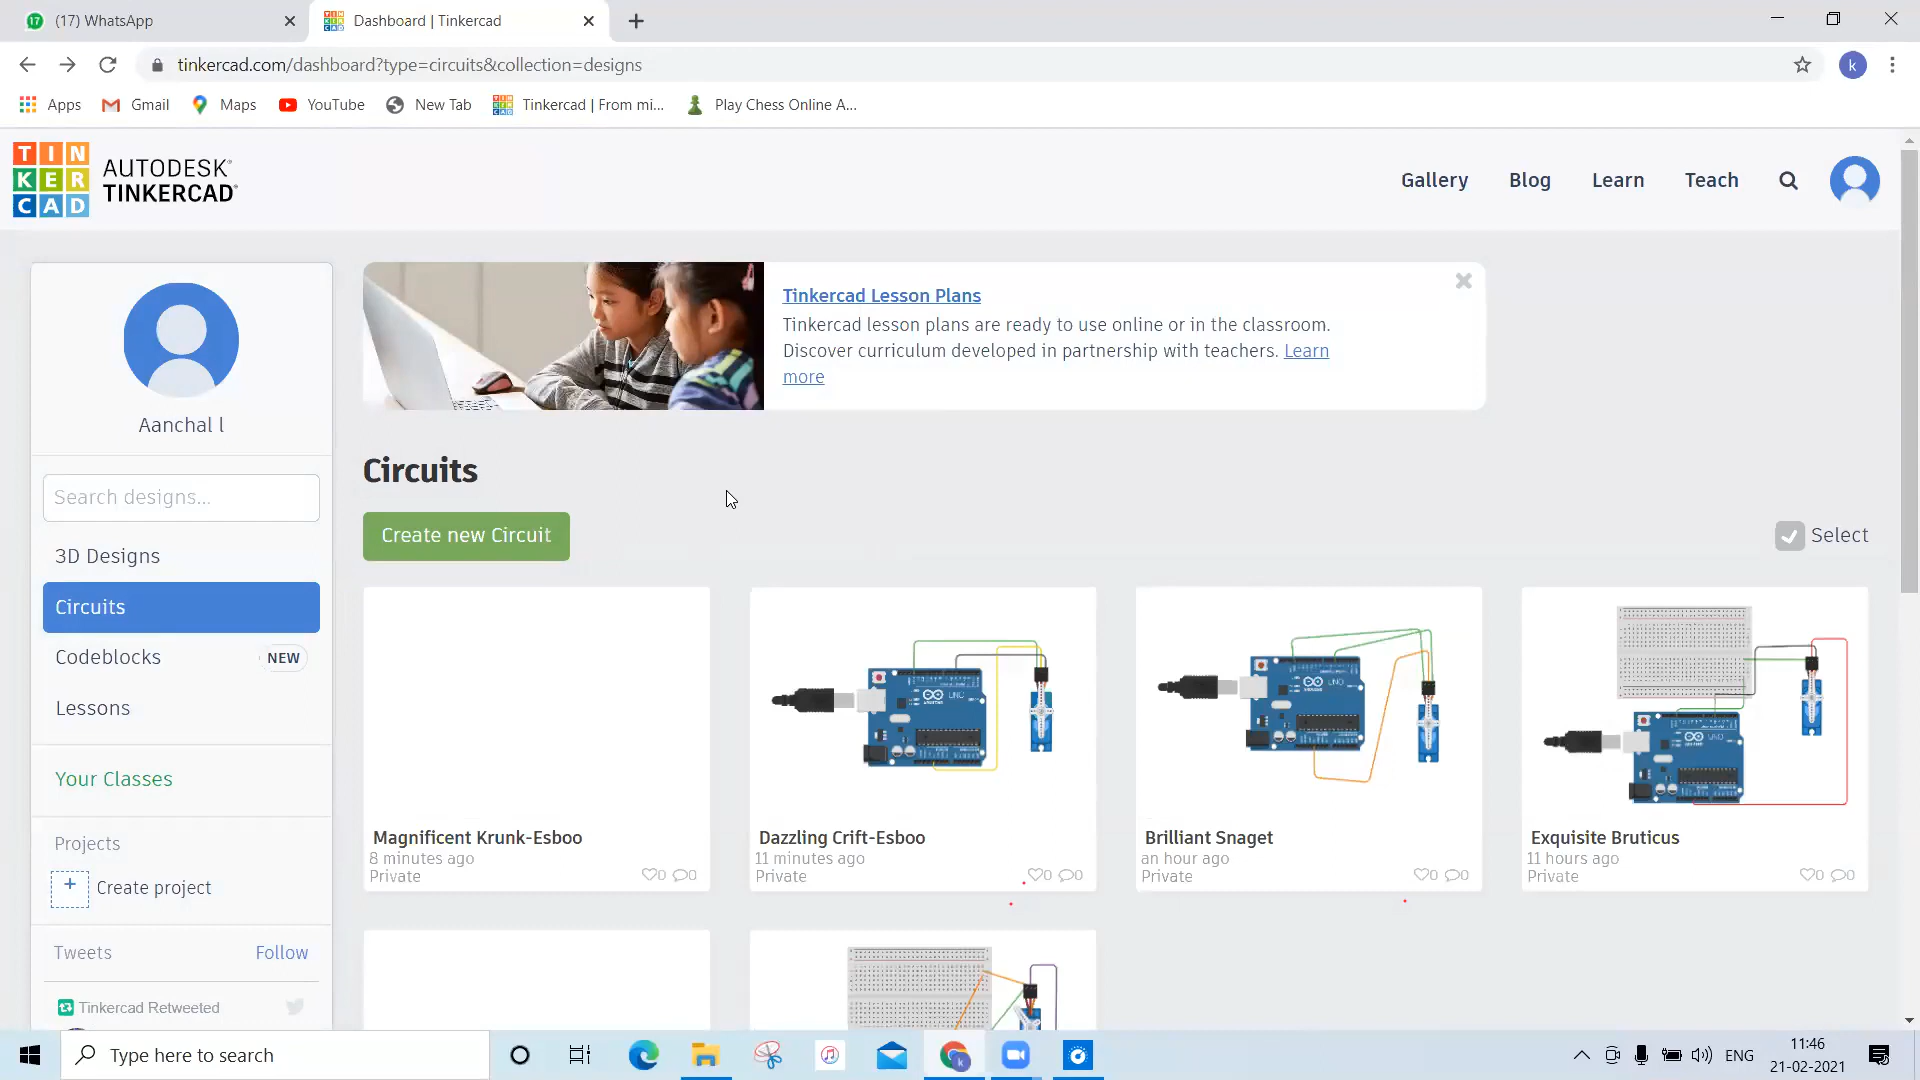 (17) WhatsApp
Dashboard | Tinkercad
tinkercad.com/dashboard?type=circuits&collection=designs
k
Apps
Gmail
Maps
YouTube
New Tab
Tinkercad | From mi...
Play Chess Online A...
TIN
KER
CAD
AUTODESK
TINKERCAD
Gallery
Blog
Learn
Teach
Tinkercad Lesson Plans
Tinkercad lesson plans are ready to use online or in the classroom.
Discover curriculum developed in partnership with teachers. Learn
more
Aanchal l
Search designs...
3D Designs
Circuits
Codeblocks
NEW
Lessons
Your Classes
Projects
+ Create project
Tweets
Follow
Tinkercad Retweeted
Circuits
Create new Circuit
Select
Magnificent Krunk-Esboo
8 minutes ago
Private
0 0
Dazzling Crift-Esboo
11 minutes ago
Private
0 0
Brilliant Snaget
an hour ago
Private
0 0
Exquisite Bruticus
11 hours ago
Private
0 0
Type here to search
ENG
11:46
21-02-2021